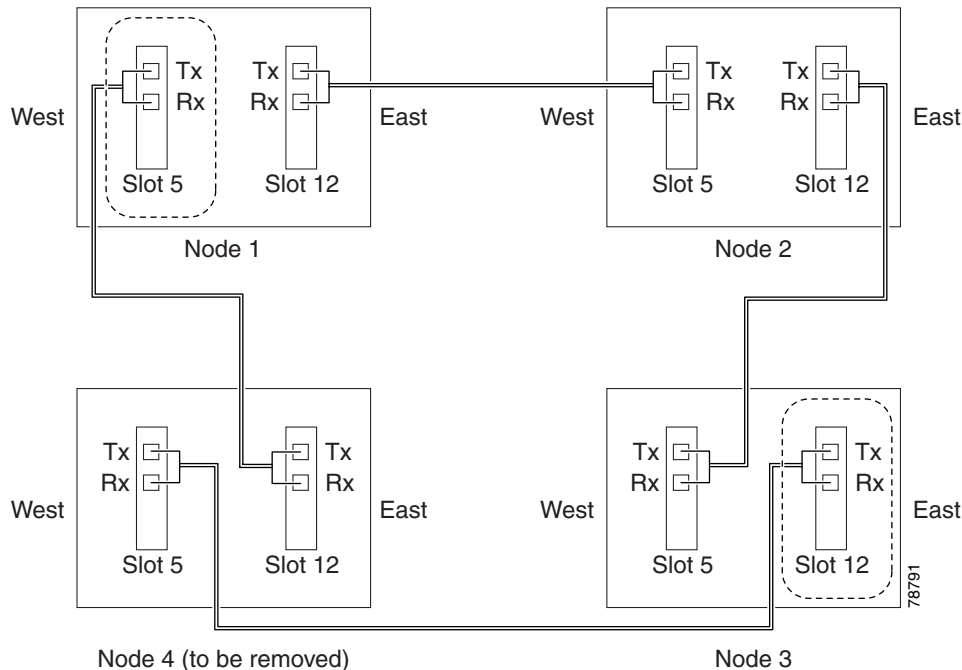 Tx
Rx
Tx
Rx
West
East
Slot 5
Slot 12
Node 1
Tx
Rx
Tx
Rx
West
East
Slot 5
Slot 12
Node 2
Tx
Rx
Tx
Rx
West
East
Slot 5
Slot 12
Node 4 (to be removed)
Tx
Rx
Tx
Rx
West
East
Slot 5
Slot 12
Node 3
78791